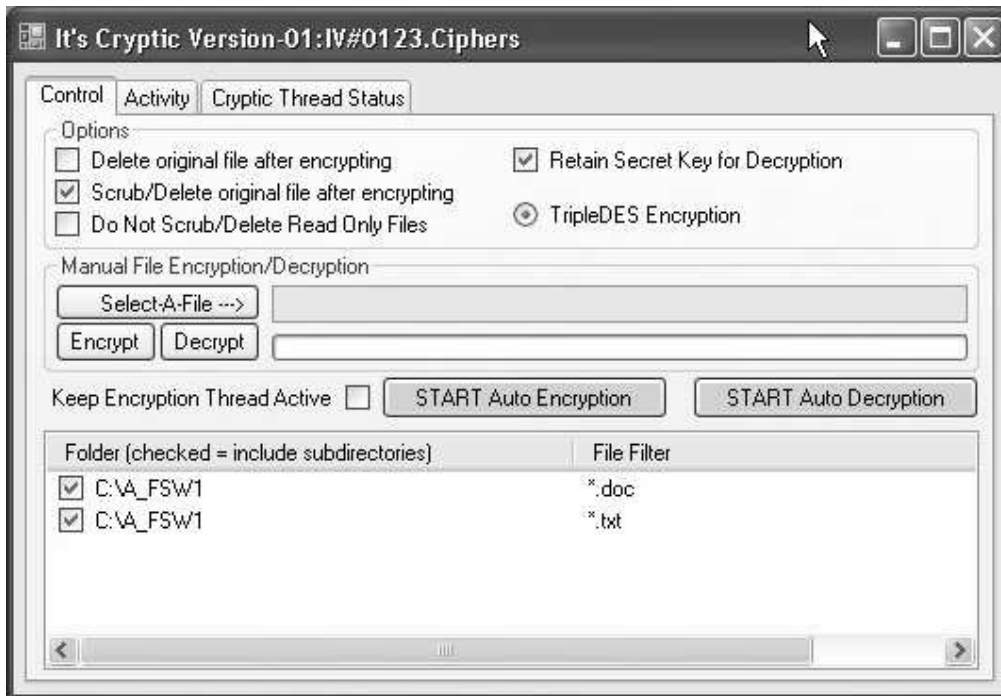 It's Cryptic Version-01:IV#0123.Ciphers
Control Activity Cryptic Thread Status
Options
Delete original file after encrypting
Retain Secret Key for Decryption
Scrub/Delete original file after encrypting
TripleDES Encryption
Do Not Scrub/Delete Read Only Files
Manual File Encryption/Decryption
Select-A-File --->
Encrypt Decrypt
Keep Encryption Thread Active START Auto Encryption START Auto Decryption
Folder (checked = include subdirectories) File Filter
C:\A_FSW1 *.doc
C:\A_FSW1 *.txt